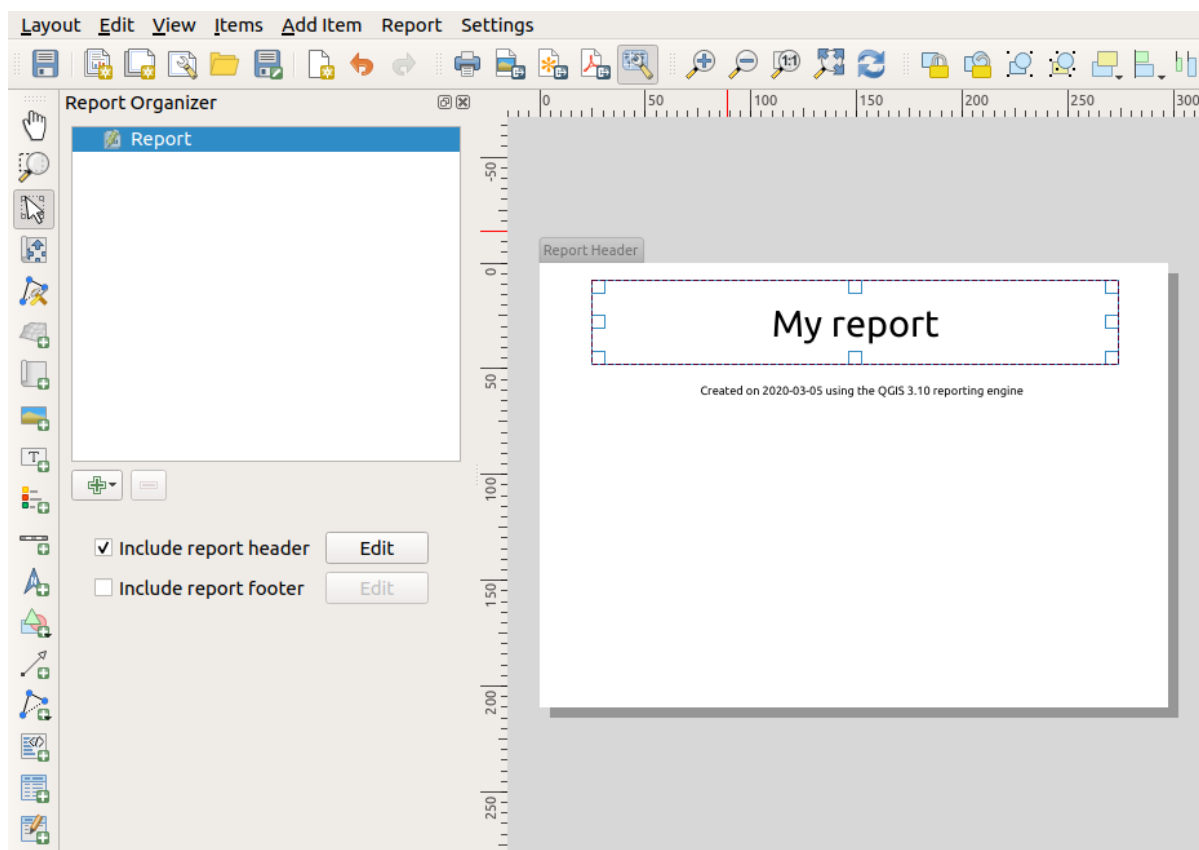 Layout Edit View Items Add Item Report Settings
1:1
Report Organizer
0 50 100 150 200 250 300
Report
-50
0
50
100
150
200
250
Report Header
My report
Created on 2020-03-05 using the QGIS 3.10 reporting engine
T
Include report header Edit
Include report footer Edit